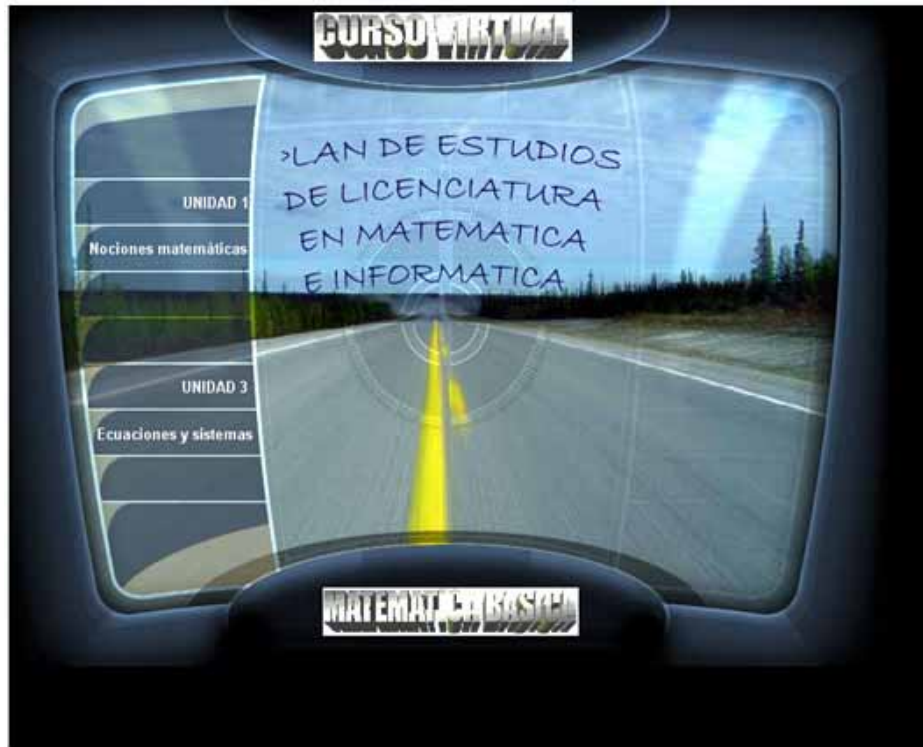 CURSO VIRTUAL
>LAN DE ESTUDIOS
DE LICENCIATURA
EN MATEMATICA
E INFORMATICA
UNIDAD 1
Nociones matemáticas
UNIDAD 3
Ecuaciones y sistemas
MATEMATICA BASICA